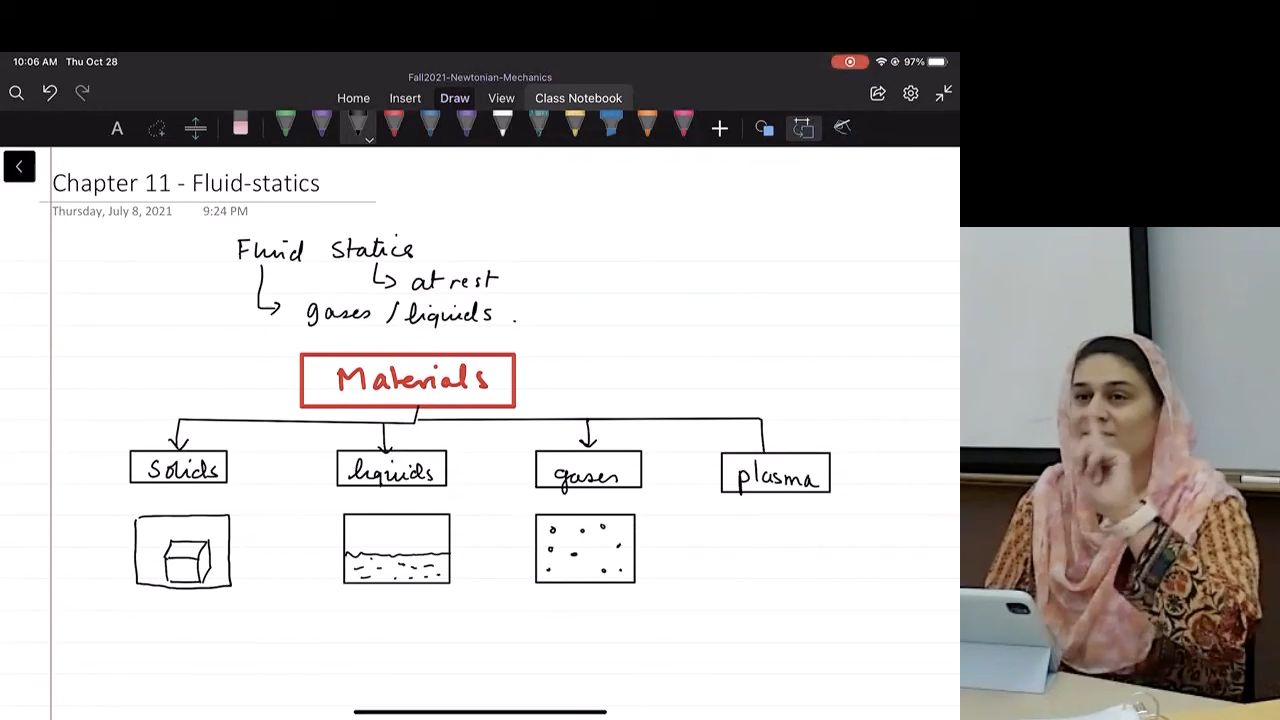 10:06 AM Thu Oct 28 97%
Fall2021-Newtonian-Mechanics
Home Insert Draw View Class Notebook
A
Chapter 11 - Fluid-statics
Thursday, July 8, 2021 9:24 PM
Fluid Statics
at rest
gases / liquids .
Materials
Solids liquids gases plasma